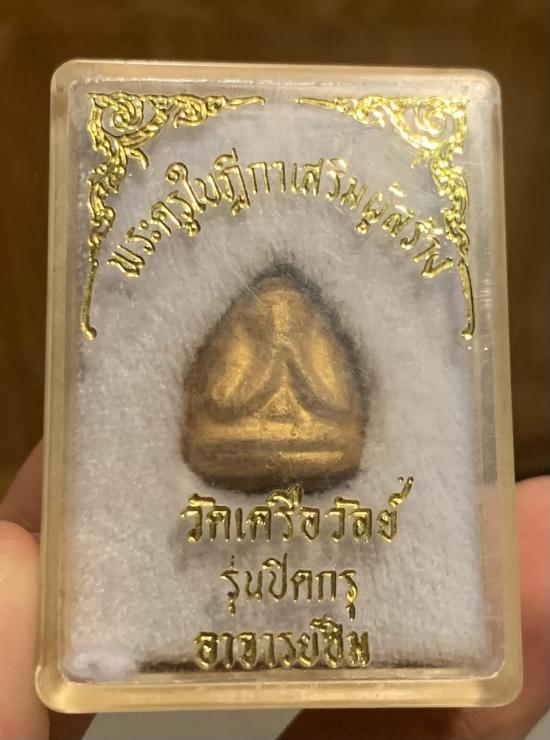 พระครูใบฎีกาเสริมผู้สร้าง
วัดเครือวัลย์
รุ่นปิดกรุ
อาจารย์ชิม